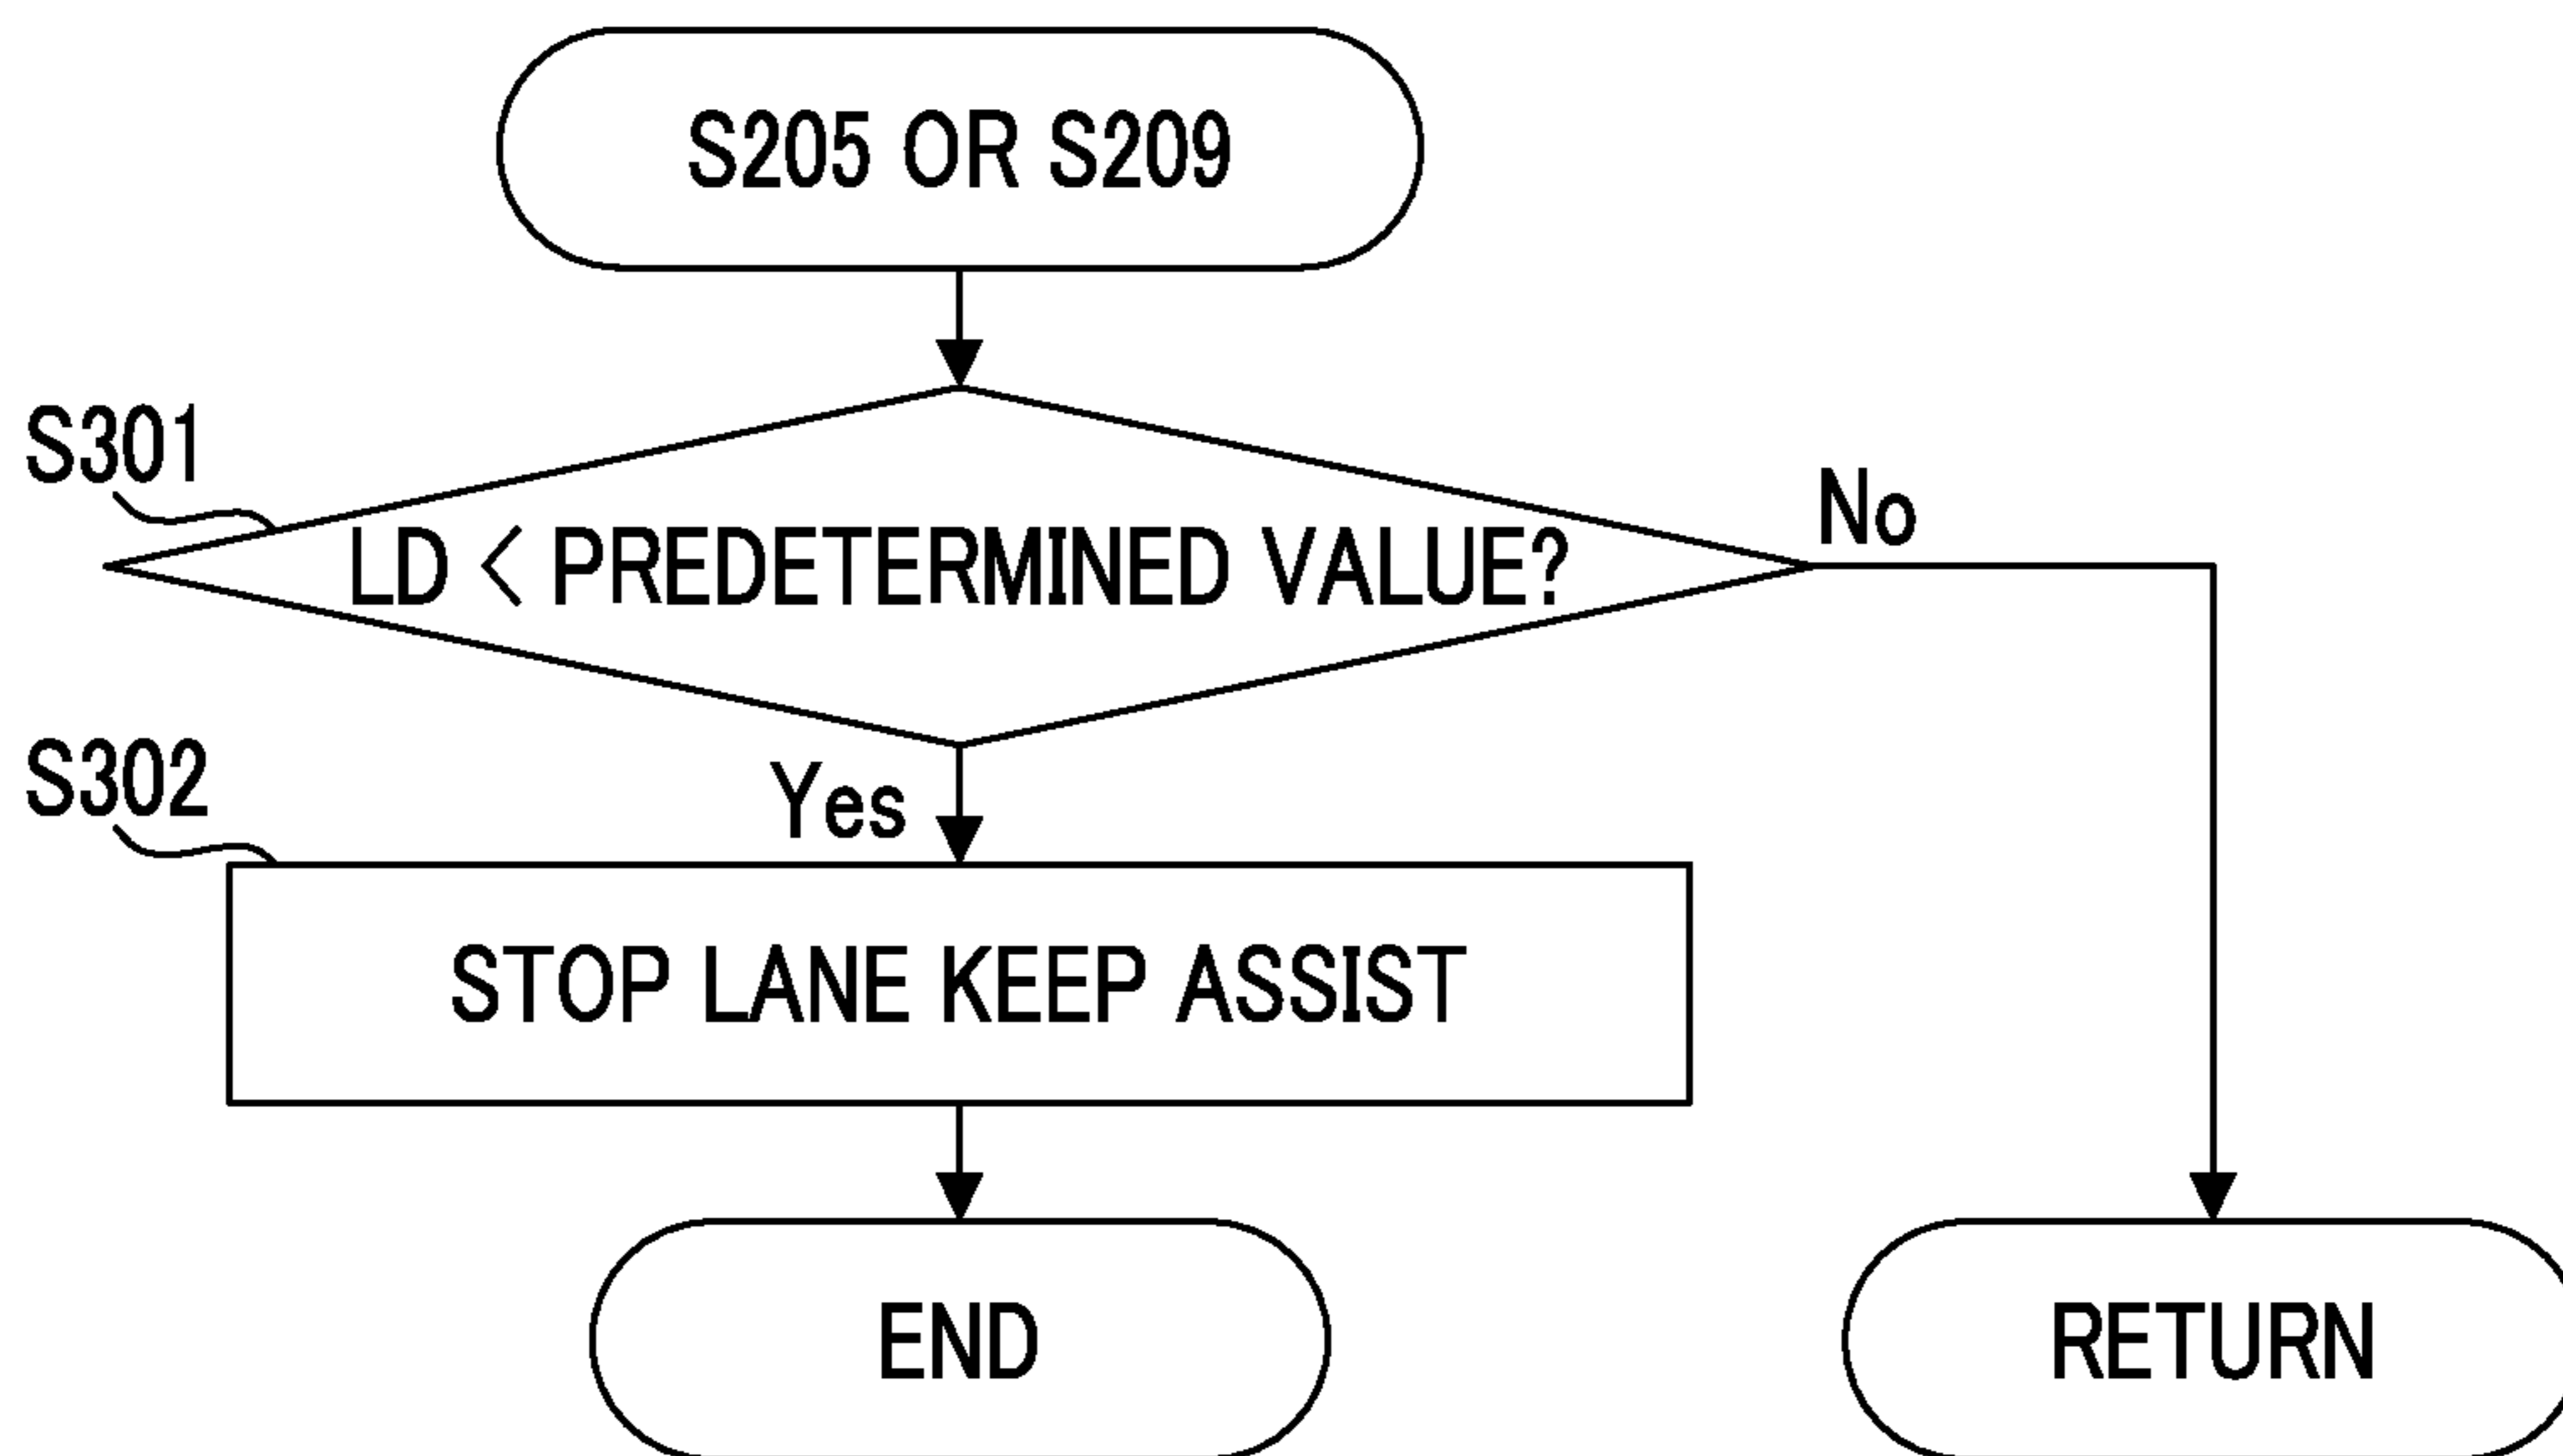 S205 OR S209
S301
LD < PREDETERMINED VALUE?
No
Yes
S302
STOP LANE KEEP ASSIST
END
RETURN